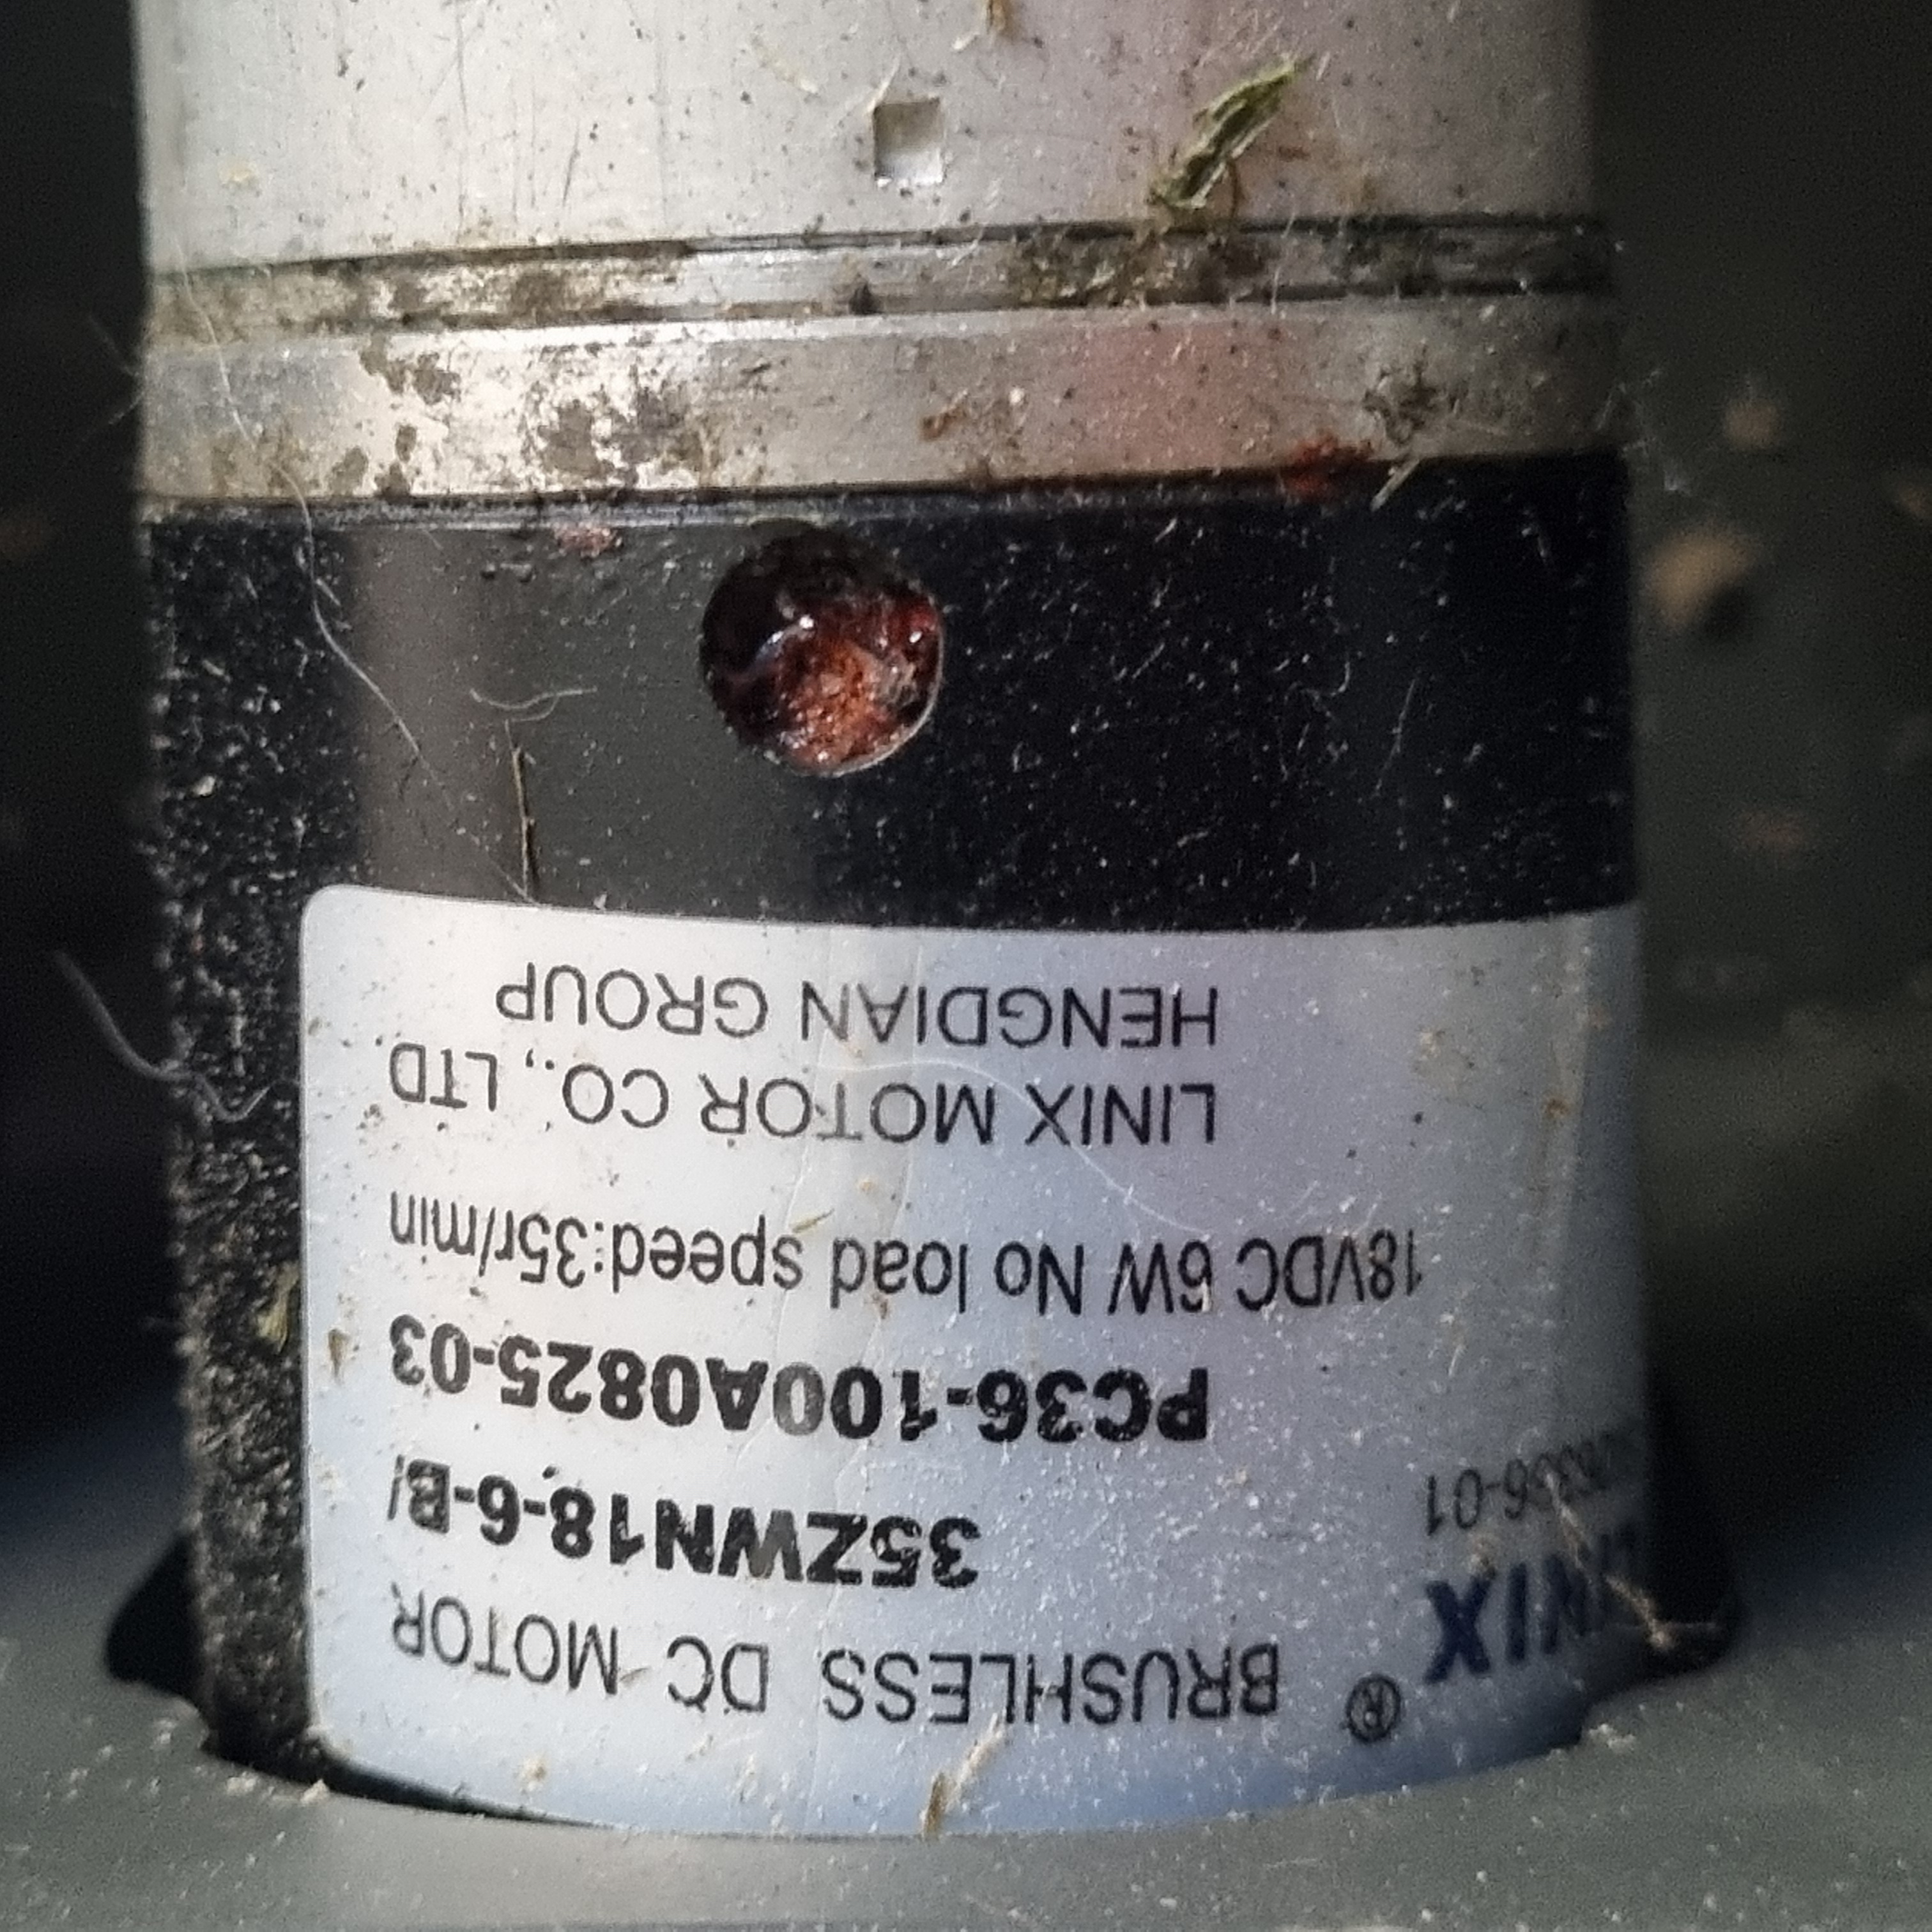 LINIX ® BRUSHLESS DC MOTOR
35ZWN18-6-B/
PC36-100A0825-03
18VDC 6W No load speed:35r/min
LINIX MOTOR CO., LTD.
HENGDIAN GROUP